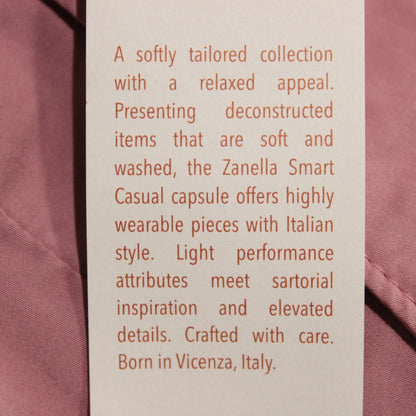 A softly tailored collection
with a relaxed appeal.
Presenting deconstructed
items that are soft and
washed, the Zanella Smart
Casual capsule offers highly
wearable pieces with Italian
style. Light performance
attributes meet sartorial
inspiration and elevated
details. Crafted with care.
Born in Vicenza, Italy.